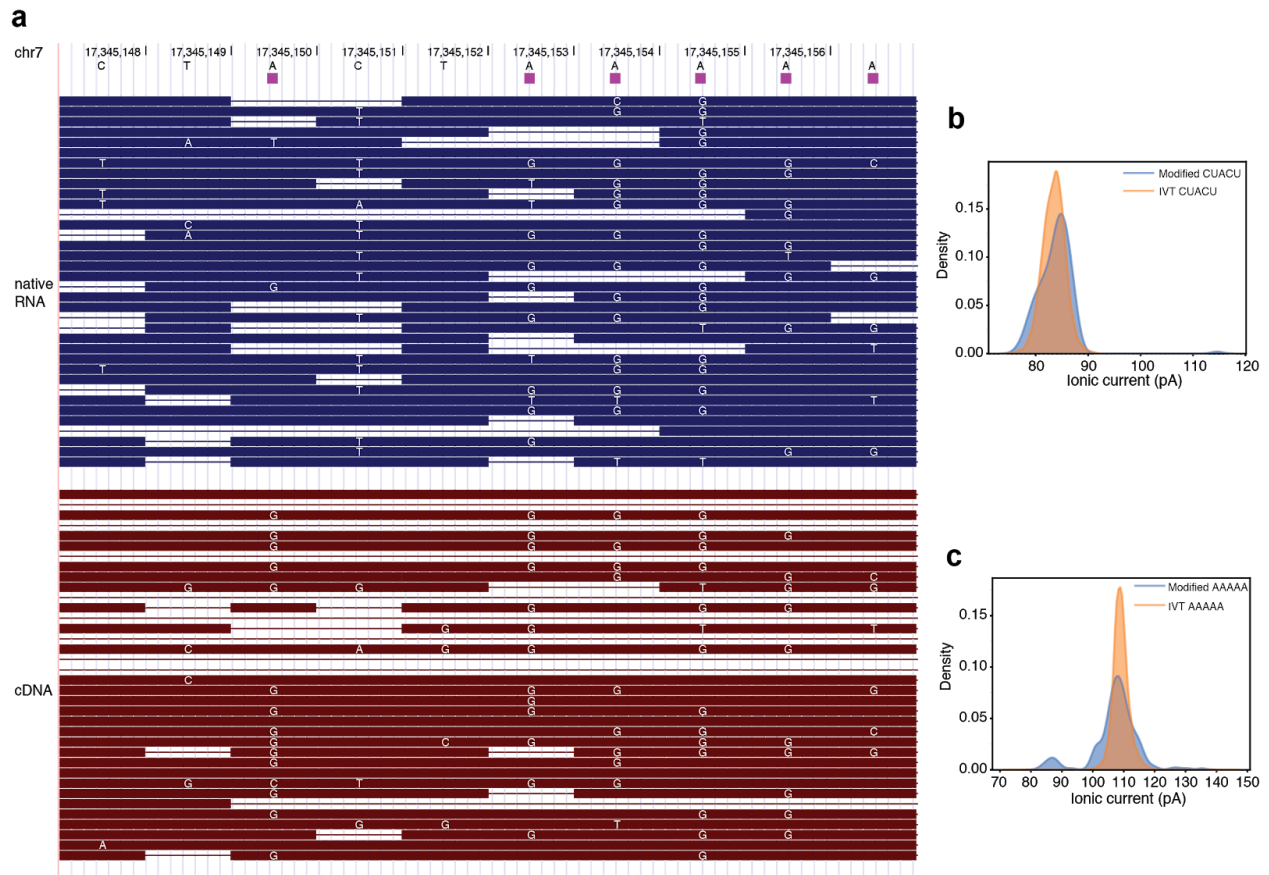 a
chr7
17,345,148 17,345,149 17,345,150 17,345,151 17,345,152 17,345,153 17,345,154 17,345,155 17,345,156
C T A C T A A A A A
native
RNA
C G
T G G
T T
G
A T G
T T G G G C
T G G
T G G
T G G
T A T G G G
G
C T
A T G G G
G G
T T
G G G
T G G
G G G
G G
G
T G G
T G G
T
T T G G
T T G G
T G G G
T T T
G G G
T G
T G G
T T
cDNA
G G G G
G G G G
G G G G
G G G G
G G C
G G G T G G
G G G
G G T T
C A G G G G
C
G G G G
G
G G G
G G G C
G C G G G
G G G G G
G G
G C T G G
G G
G G G
G G T
G G G
A
G G
b
Modified CUACU
IVT CUACU
Density
0.15
0.10
0.05
0.00
80 90 100 110 120
Ionic current (pA)
c
Modified AAAAA
IVT AAAAA
Density
0.15
0.10
0.05
0.00
70 80 90 100 110 120 130 140 150
Ionic current (pA)